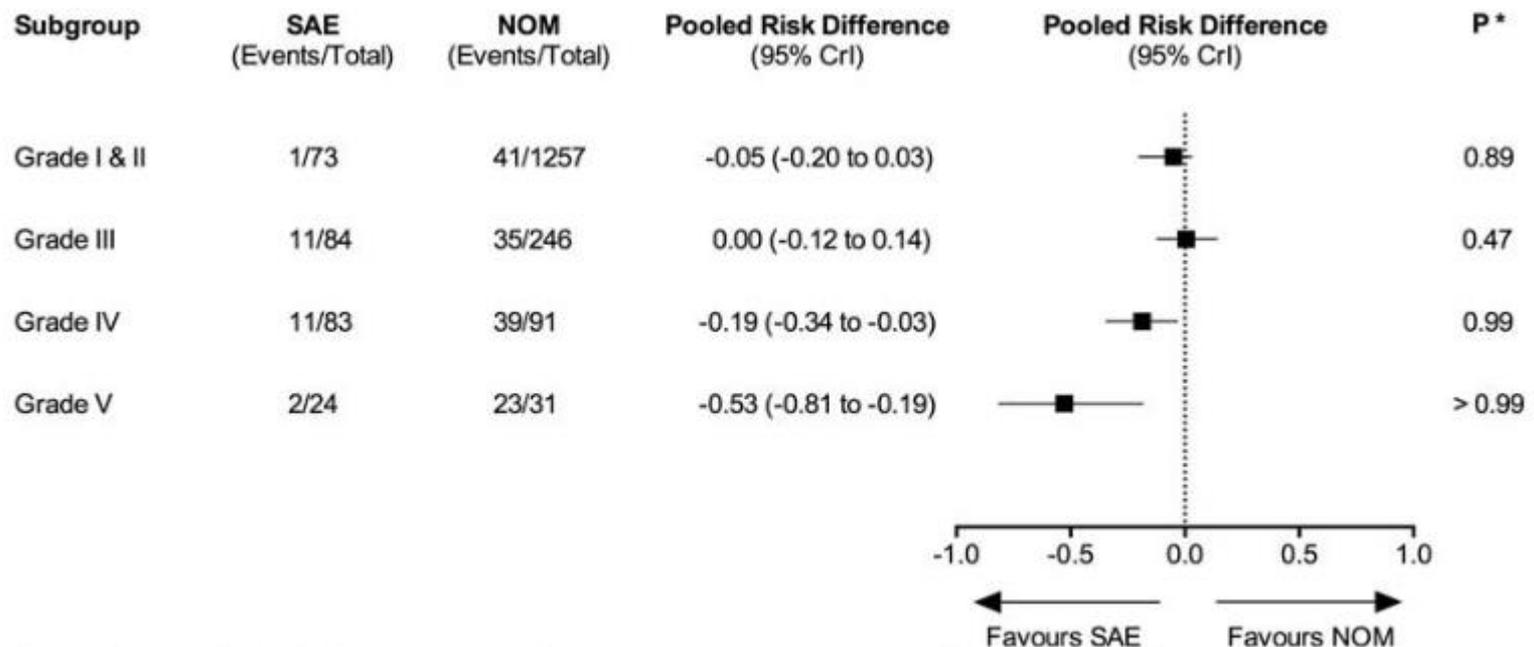 Subgroup SAE NOM Pooled Risk Difference Pooled Risk Difference P *
(Events/Total) (Events/Total) (95% CrI) (95% CrI)
Grade I & II 1/73 41/1257 -0.05 (-0.20 to 0.03) 0.89
Grade III 11/84 35/246 0.00 (-0.12 to 0.14) 0.47
Grade IV 11/83 39/91 -0.19 (-0.34 to -0.03) 0.99
Grade V 2/24 23/31 -0.53 (-0.81 to -0.19) > 0.99
-1.0 -0.5 0.0 0.5 1.0
Favours SAE Favours NOM